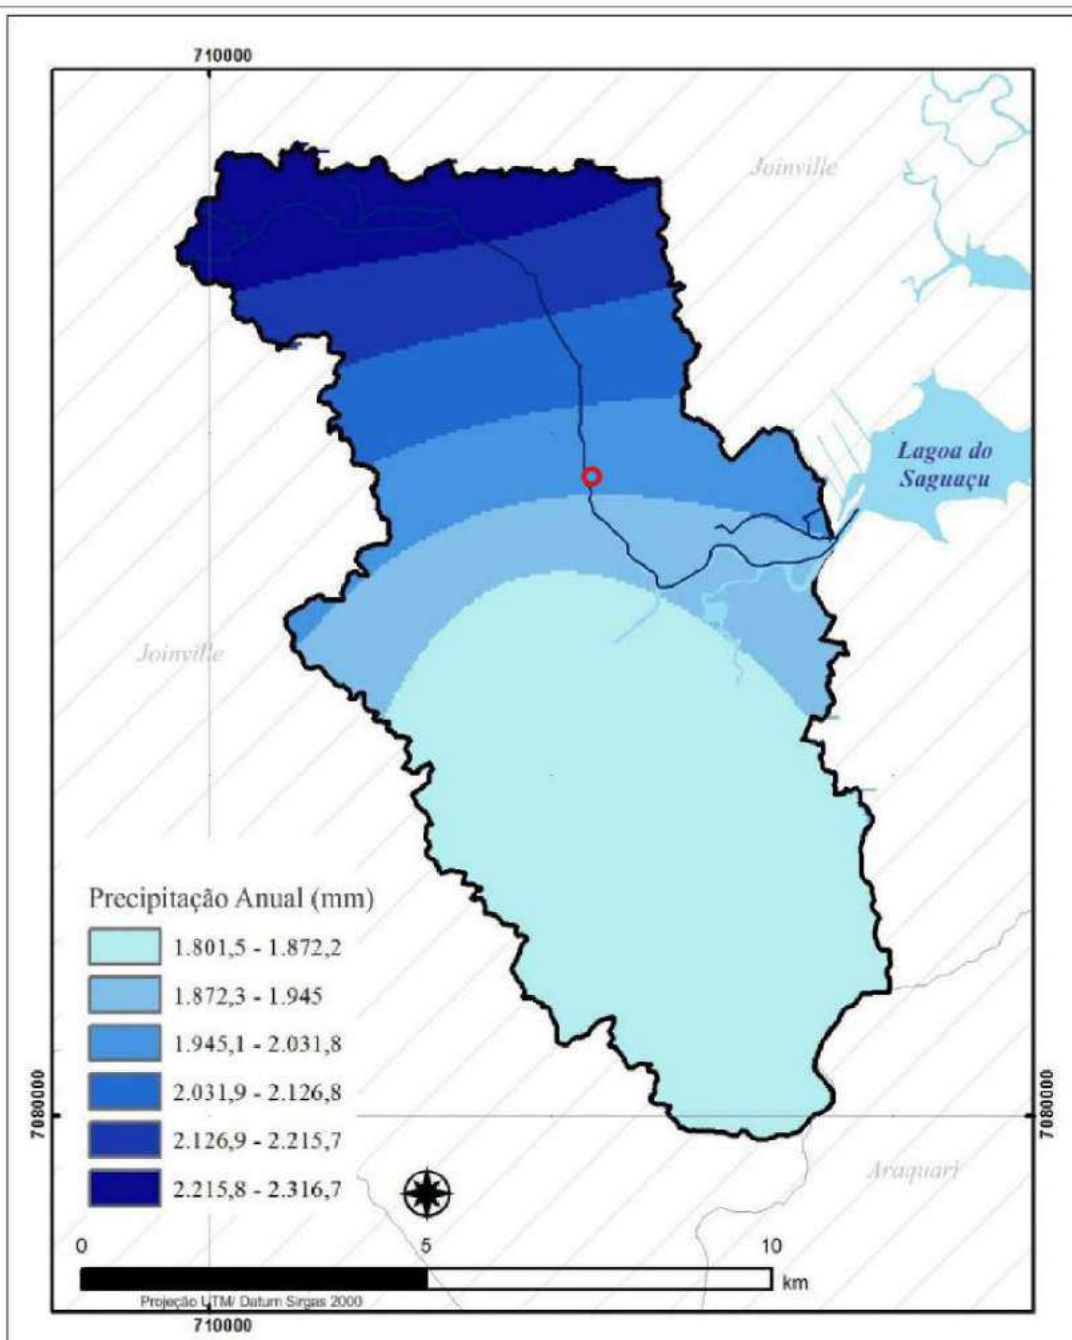 710000
Joinville
Lagoa do
Saguaçu
Joinville
Precipitação Anual (mm)
1.801,5 - 1.872,2
1.872,3 - 1.945
1.945,1 - 2.031,8
2.031,9 - 2.126,8
2.126,9 - 2.215,7
2.215,8 - 2.316,7
7080000
7080000
Araquari
0 5 10
km
Projeção UTM/ Datum Sirgas 2000
710000